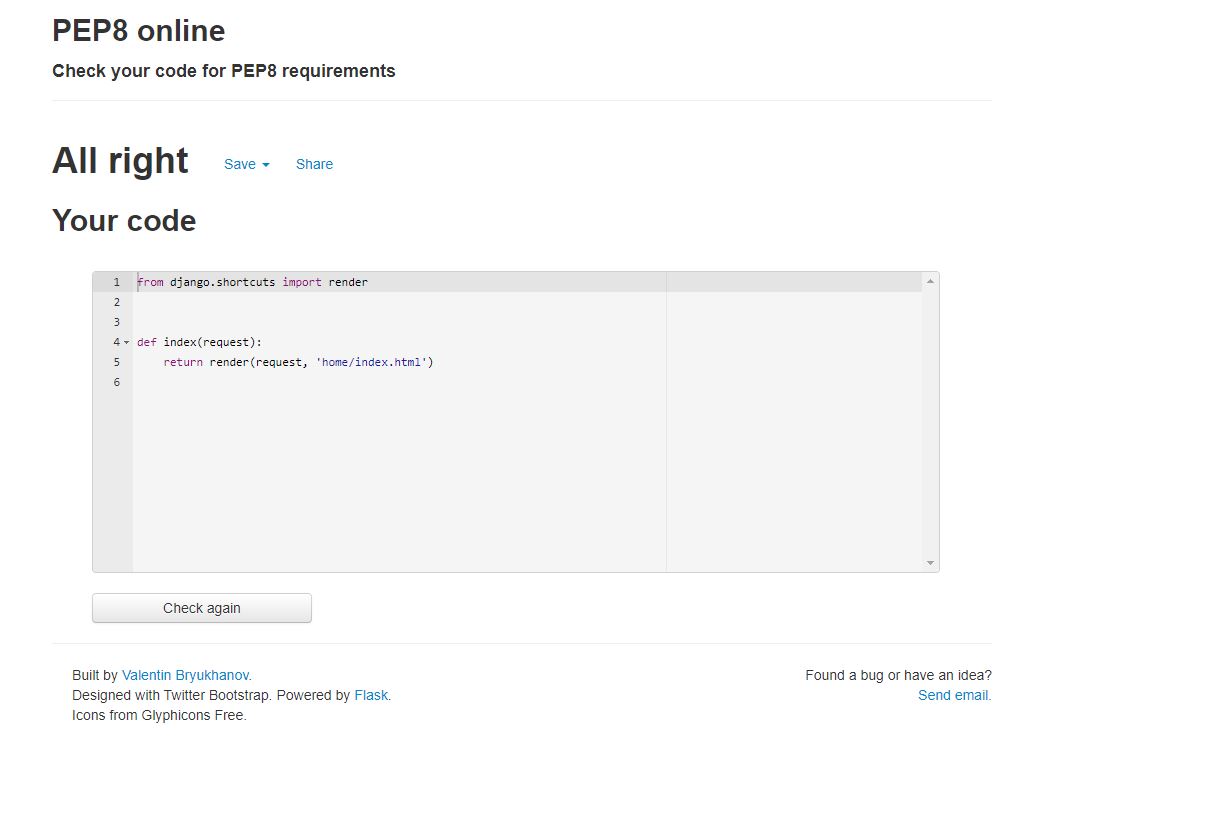 PEP8 online
Check your code for PEP8 requirements
All right Save Share
Your code
1 from django.shortcuts import render
2
3
4 def index(request):
5     return render(request, 'home/index.html')
6
Check again
Built by Valentin Bryukhanov.
Designed with Twitter Bootstrap. Powered by Flask.
Icons from Glyphicons Free.
Found a bug or have an idea?
Send email.